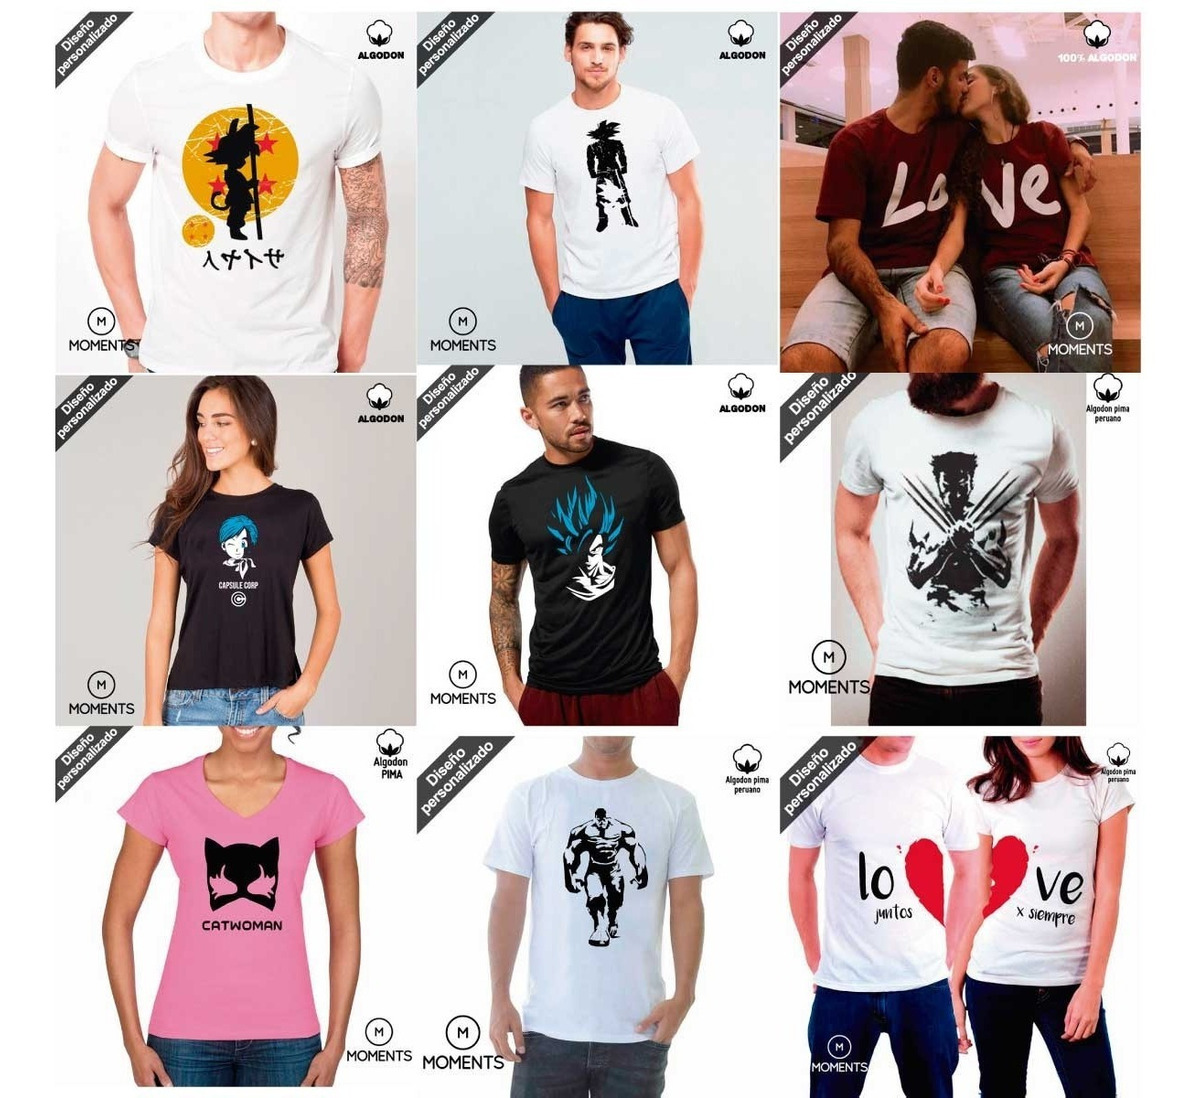 Diseño
personalizado
ALGODON
サイヤ人
M
MOMENTS
Diseño
personalizado
ALGODON
M
MOMENTS
Diseño
personalizado
100% ALGODON
Lo Ve
M
MOMENTS
Diseño
personalizado
ALGODON
CAPSULE CORP
C
M
MOMENTS
Diseño
personalizado
ALGODON
M
MOMENTS
Diseño
personalizado
Algodon pima
peruano
M
MOMENTS
Diseño
personalizado
Algodon
PIMA
CATWOMAN
M
MOMENTS
Diseño
personalizado
Algodon pima
peruano
M
MOMENTS
Diseño
personalizado
Algodon pima
peruano
lo ve
juntos x siempre
M
MOMENTS